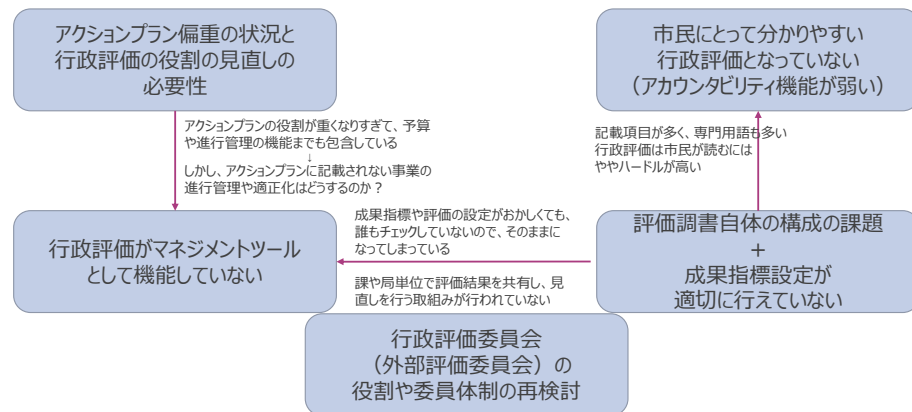 アクションプラン偏重の状況と
行政評価の役割の見直しの
必要性
市民にとって分かりやすい
行政評価となっていない
（アカウンタビリティ機能が弱い）
アクションプランの役割が重くなりすぎて、予算
や進行管理の機能までも包含している
↓
しかし、アクションプランに記載されない事業の
進行管理や適正化はどうするのか？
記載項目が多く、専門用語も多い
行政評価は市民が読むには
ややハードルが高い
行政評価がマネジメントツール
として機能していない
成果指標や評価の設定がおかしくても、
誰もチェックしていないので、そのままに
なってしまっている
課や局単位で評価結果を共有し、見
直しを行う取組みが行われていない
評価調書自体の構成の課題
+
成果指標設定が
適切に行えていない
行政評価委員会
（外部評価委員会）の
役割や委員体制の再検討